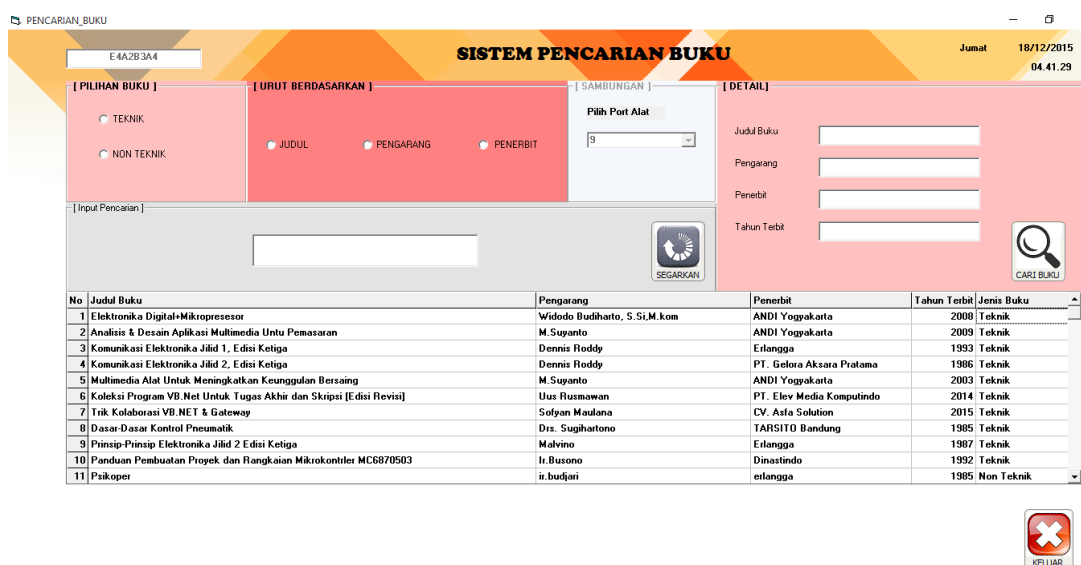 PENCARIAN_BUKU
E4A2B3A4
SISTEM PENCARIAN BUKU
Jumat 18/12/2015
04.41.29
[ PILIHAN BUKU ]
TEKNIK
NON TEKNIK
[ URUT BERDASARKAN ]
JUDUL PENGARANG PENERBIT
[ SAMBUNGAN ]
Pilih Port Alat
9
[ DETAIL]
Judul Buku
Pengarang
Penerbit
Tahun Terbit
CARI BUKU
[ Input Pencarian ]
SEGARKAN
No Judul Buku Pengarang Penerbit Tahun Terbit Jenis Buku
1 Elektronika Digital+Mikropresesor Widodo Budiharto, S.Si,M.kom ANDI Yogyakarta 2008 Teknik
2 Analisis & Desain Aplikasi Multimedia Untu Pemasaran M.Suyanto ANDI Yogyakarta 2009 Teknik
3 Komunikasi Elektronika Jilid 1, Edisi Ketiga Dennis Roddy Erlangga 1993 Teknik
4 Komunikasi Elektronika Jilid 2, Edisi Ketiga Dennis Roddy PT. Gelora Aksara Pratama 1986 Teknik
5 Multimedia Alat Untuk Meningkatkan Keunggulan Bersaing M.Suyanto ANDI Yogyakarta 2003 Teknik
6 Koleksi Program VB.Net Untuk Tugas Akhir dan Skripsi [Edisi Revisi] Uus Rusmawan PT. Elev Media Komputindo 2014 Teknik
7 Trik Kolaborasi VB.NET & Gateway Sofyan Maulana CV. Asfa Solution 2015 Teknik
8 Dasar-Dasar Kontrol Pneumatik Drs. Sugihartono TARSITO Bandung 1985 Teknik
9 Prinsip-Prinsip Elektronika Jilid 2 Edisi Ketiga Malvino Erlangga 1987 Teknik
10 Panduan Pembuatan Proyek dan Rangkaian Mikrokontrler MC6870503 Ir.Busono Dinastindo 1992 Teknik
11 Psikoper ir.budjari erlangga 1985 Non Teknik
KELUAR